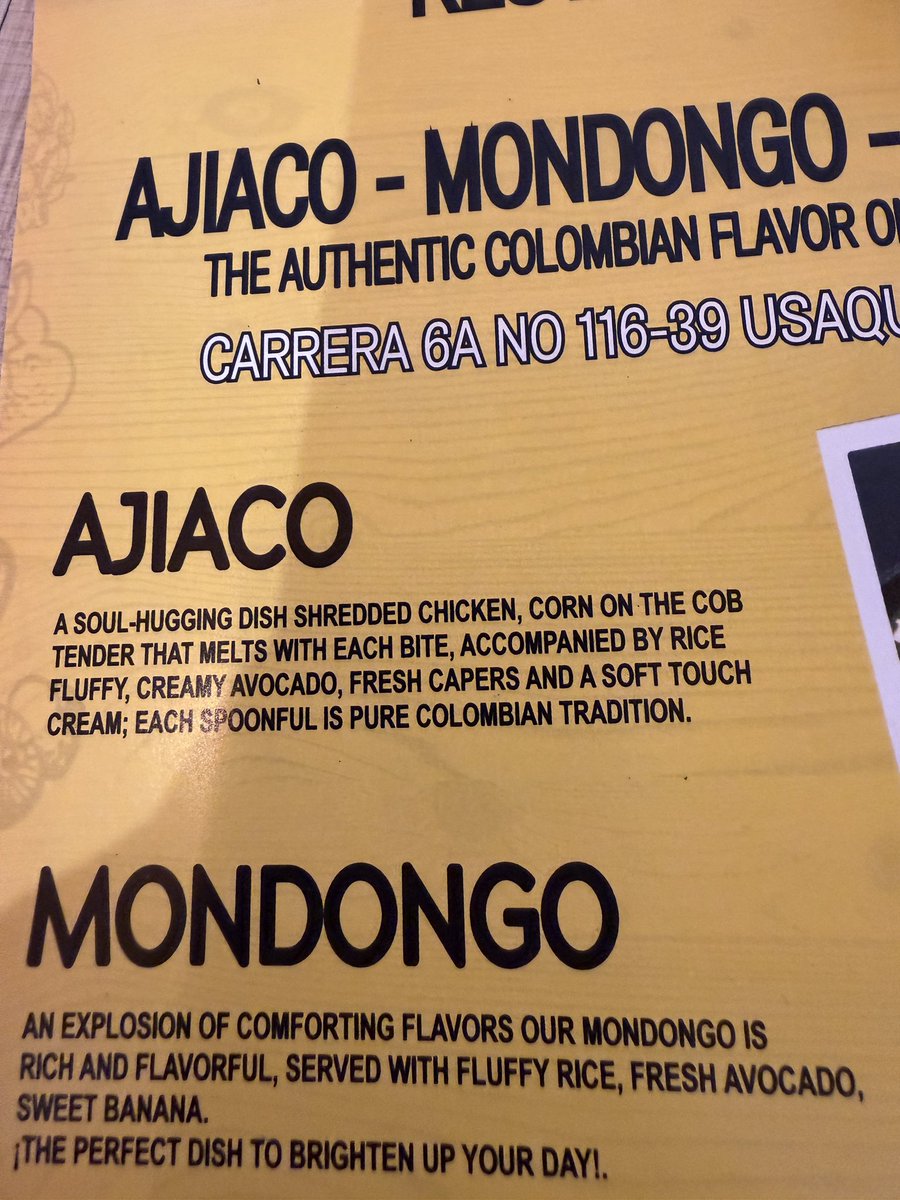 AJIACO - MONDONGO -
THE AUTHENTIC COLOMBIAN FLAVOR
CARRERA 6A NO 116-39
AJIACO
A SOUL-HUGGING DISH SHREDDED CHICKEN, CORN ON THE COB
TENDER THAT MELTS WITH EACH BITE, ACCOMPANIED BY RICE
FLUFFY, CREAMY AVOCADO, FRESH CAPERS AND A SOFT TOUCH
CREAM; EACH SPOONFUL IS PURE COLOMBIAN TRADITION.
MONDONGO
AN EXPLOSION OF COMFORTING FLAVORS OUR MONDONGO IS
RICH AND FLAVORFUL, SERVED WITH FLUFFY RICE, FRESH AVOCADO,
SWEET BANANA.
¡THE PERFECT DISH TO BRIGHTEN UP YOUR DAY!.